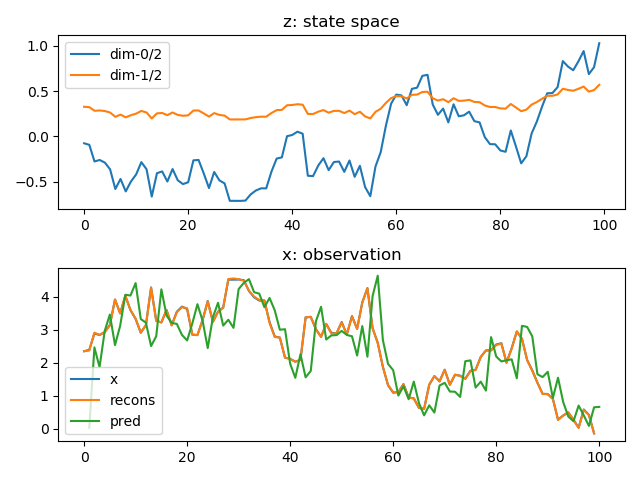 z: state space
1.0
0.5
0.0
−0.5
dim-0/2
dim-1/2
0 20 40 60 80 100
x: observation
4
3
2
1
0
x
recons
pred
0 20 40 60 80 100